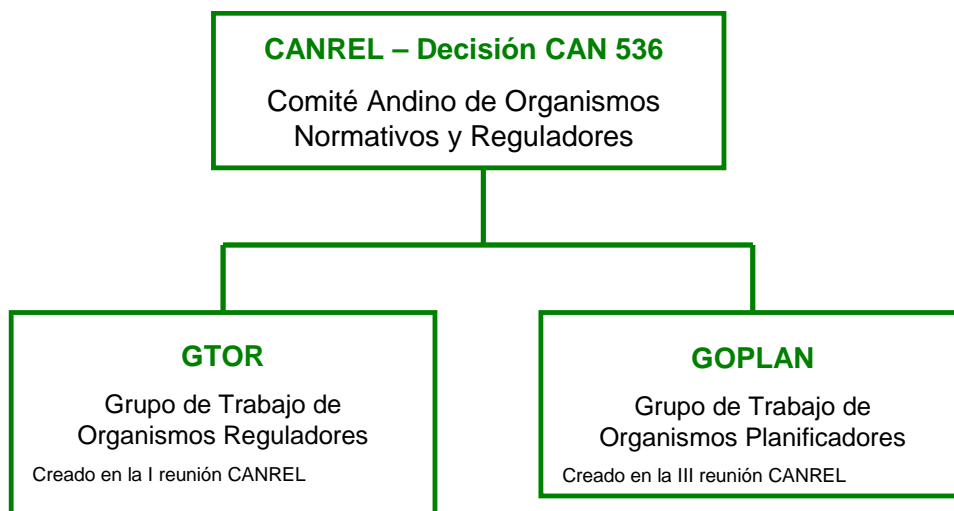 CANREL – Decisión CAN 536
Comité Andino de Organismos
Normativos y Reguladores
GTOR
Grupo de Trabajo de
Organismos Reguladores
Creado en la I reunión CANREL
GOPLAN
Grupo de Trabajo de
Organismos Planificadores
Creado en la III reunión CANREL